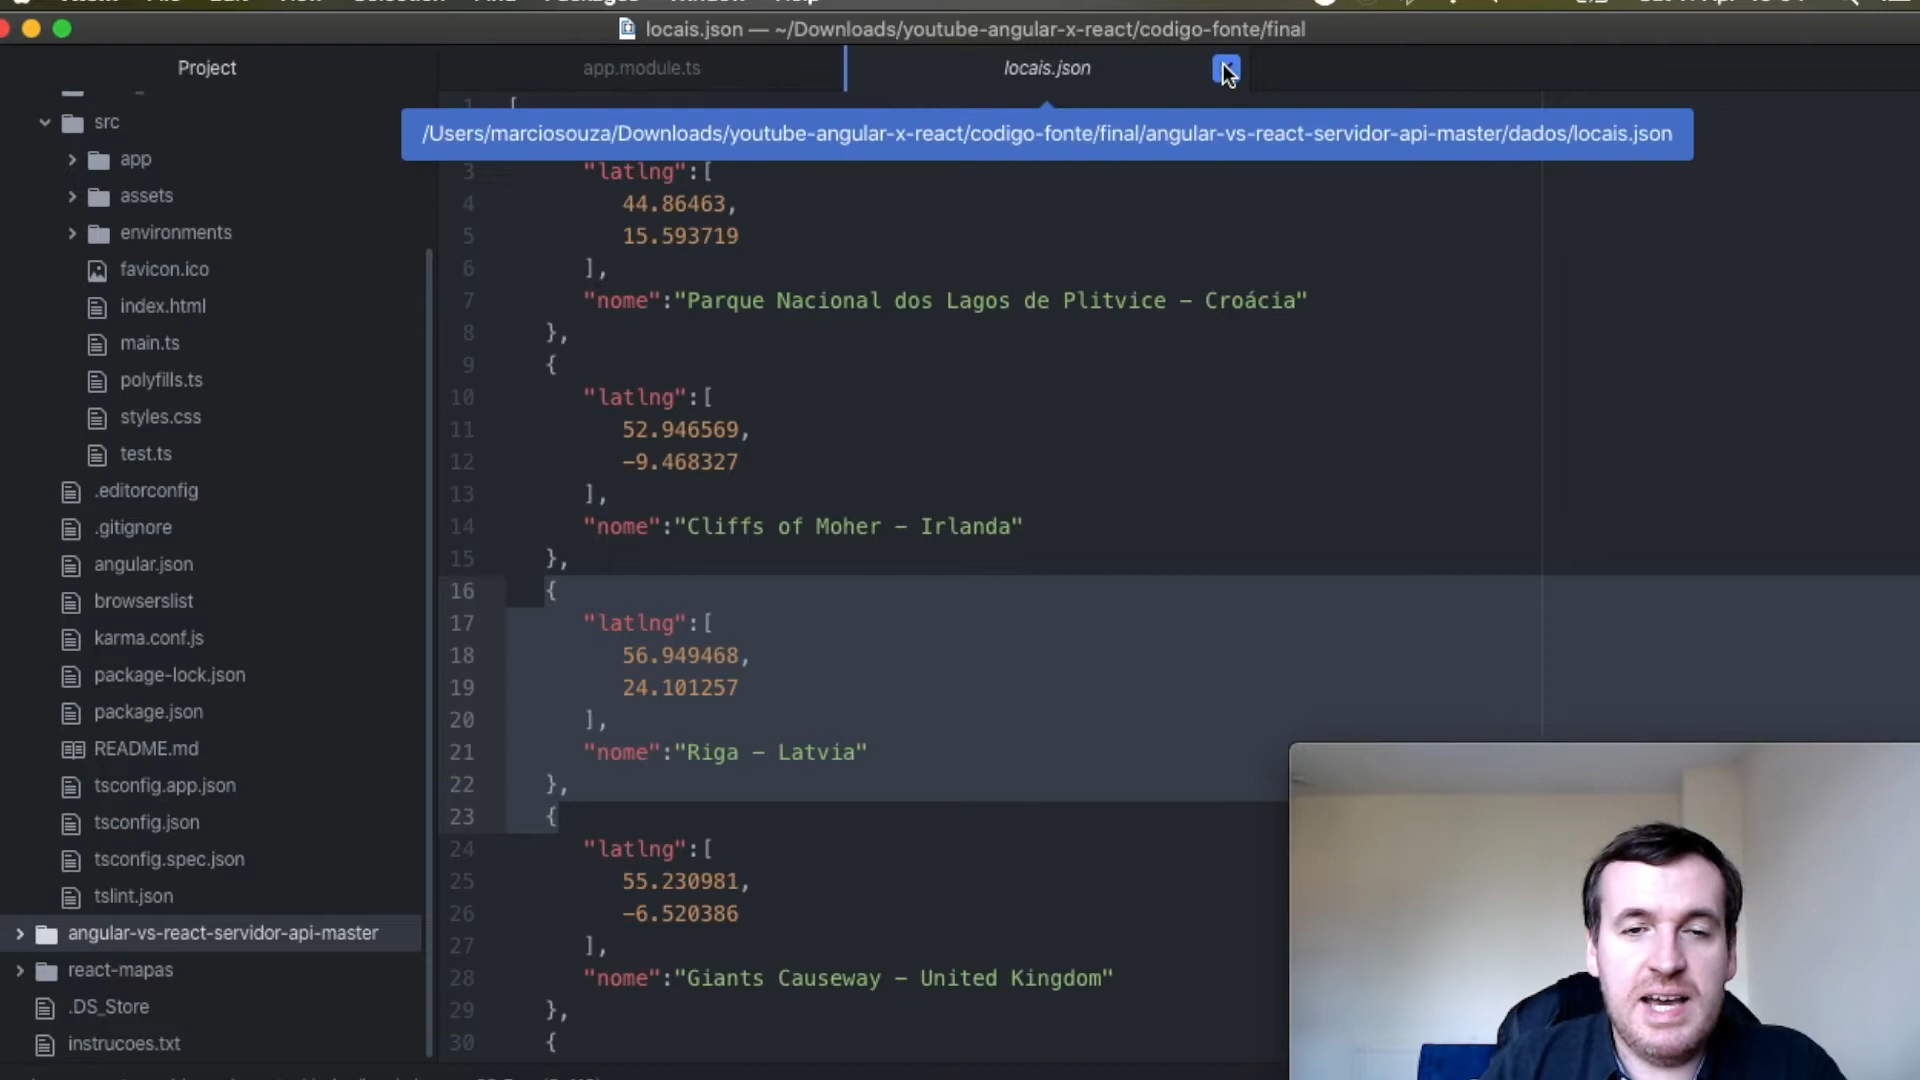 locais.json — ~/Downloads/youtube-angular-x-react/codigo-fonte/final
Project
app.module.ts
locais.json
/Users/marciosouza/Downloads/youtube-angular-x-react/codigo-fonte/final/angular-vs-react-servidor-api-master/dados/locais.json
src
app
assets
environments
favicon.ico
index.html
main.ts
polyfills.ts
styles.css
test.ts
.editorconfig
.gitignore
angular.json
browserslist
karma.conf.js
package-lock.json
package.json
README.md
tsconfig.app.json
tsconfig.json
tsconfig.spec.json
tslint.json
angular-vs-react-servidor-api-master
react-mapas
.DS_Store
instrucoes.txt
1 [
3 "latlng":[
4 44.86463,
5 15.593719
6 ],
7 "nome":"Parque Nacional dos Lagos de Plitvice – Croácia"
8 },
9 {
10 "latlng":[
11 52.946569,
12 -9.468327
13 ],
14 "nome":"Cliffs of Moher – Irlanda"
15 },
16 {
17 "latlng":[
18 56.949468,
19 24.101257
20 ],
21 "nome":"Riga – Latvia"
22 },
23 {
24 "latlng":[
25 55.230981,
26 -6.520386
27 ],
28 "nome":"Giants Causeway – United Kingdom"
29 },
30 {